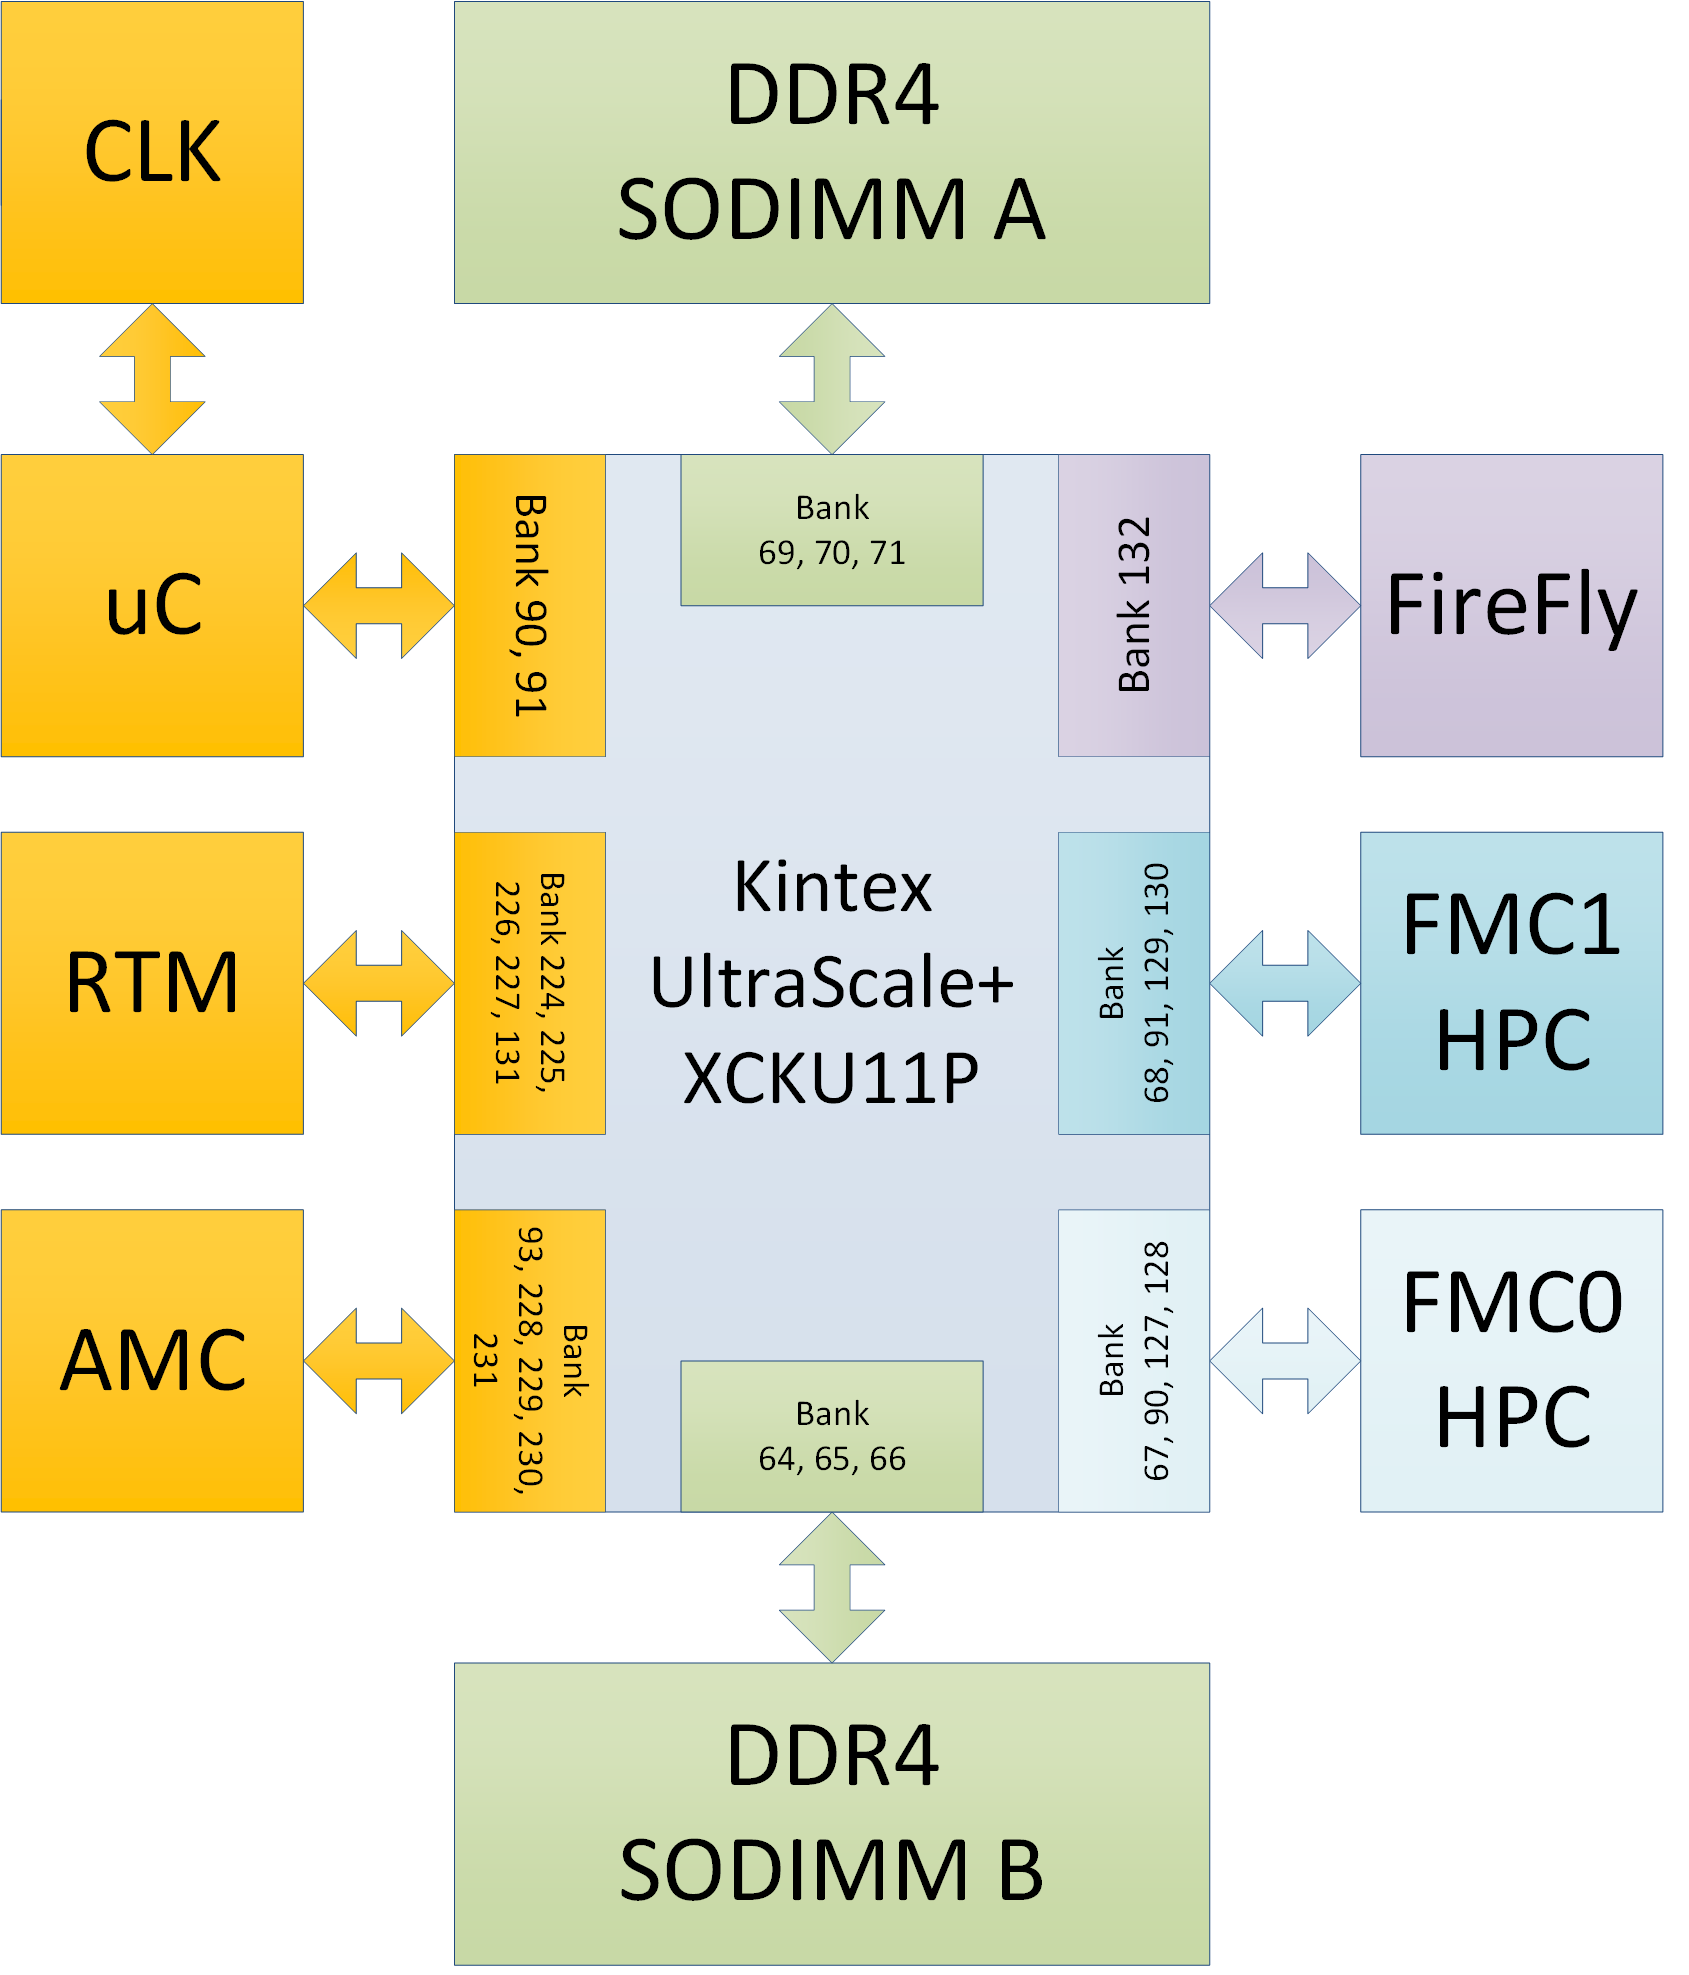 CLK
DDR4
SODIMM A
uC
Bank 90, 91
Bank
69, 70, 71
Bank 132
FireFly
RTM
Bank 224, 225,
226, 227, 131
Kintex
UltraScale+
XCKU11P
Bank
68, 91, 129, 130
FMC1
HPC
AMC
Bank
93, 228, 229, 230,
231
Bank
64, 65, 66
Bank
67, 90, 127, 128
FMC0
HPC
DDR4
SODIMM B